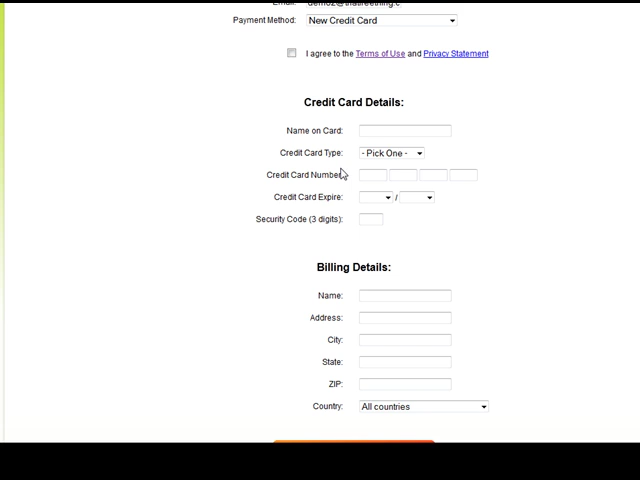 Email:
Payment Method: New Credit Card
I agree to the Terms of Use and Privacy Statement
Credit Card Details:
Name on Card:
Credit Card Type: - Pick One -
Credit Card Number:
Credit Card Expire: /
Security Code (3 digits):
Billing Details:
Name:
Address:
City:
State:
ZIP:
Country: All countries